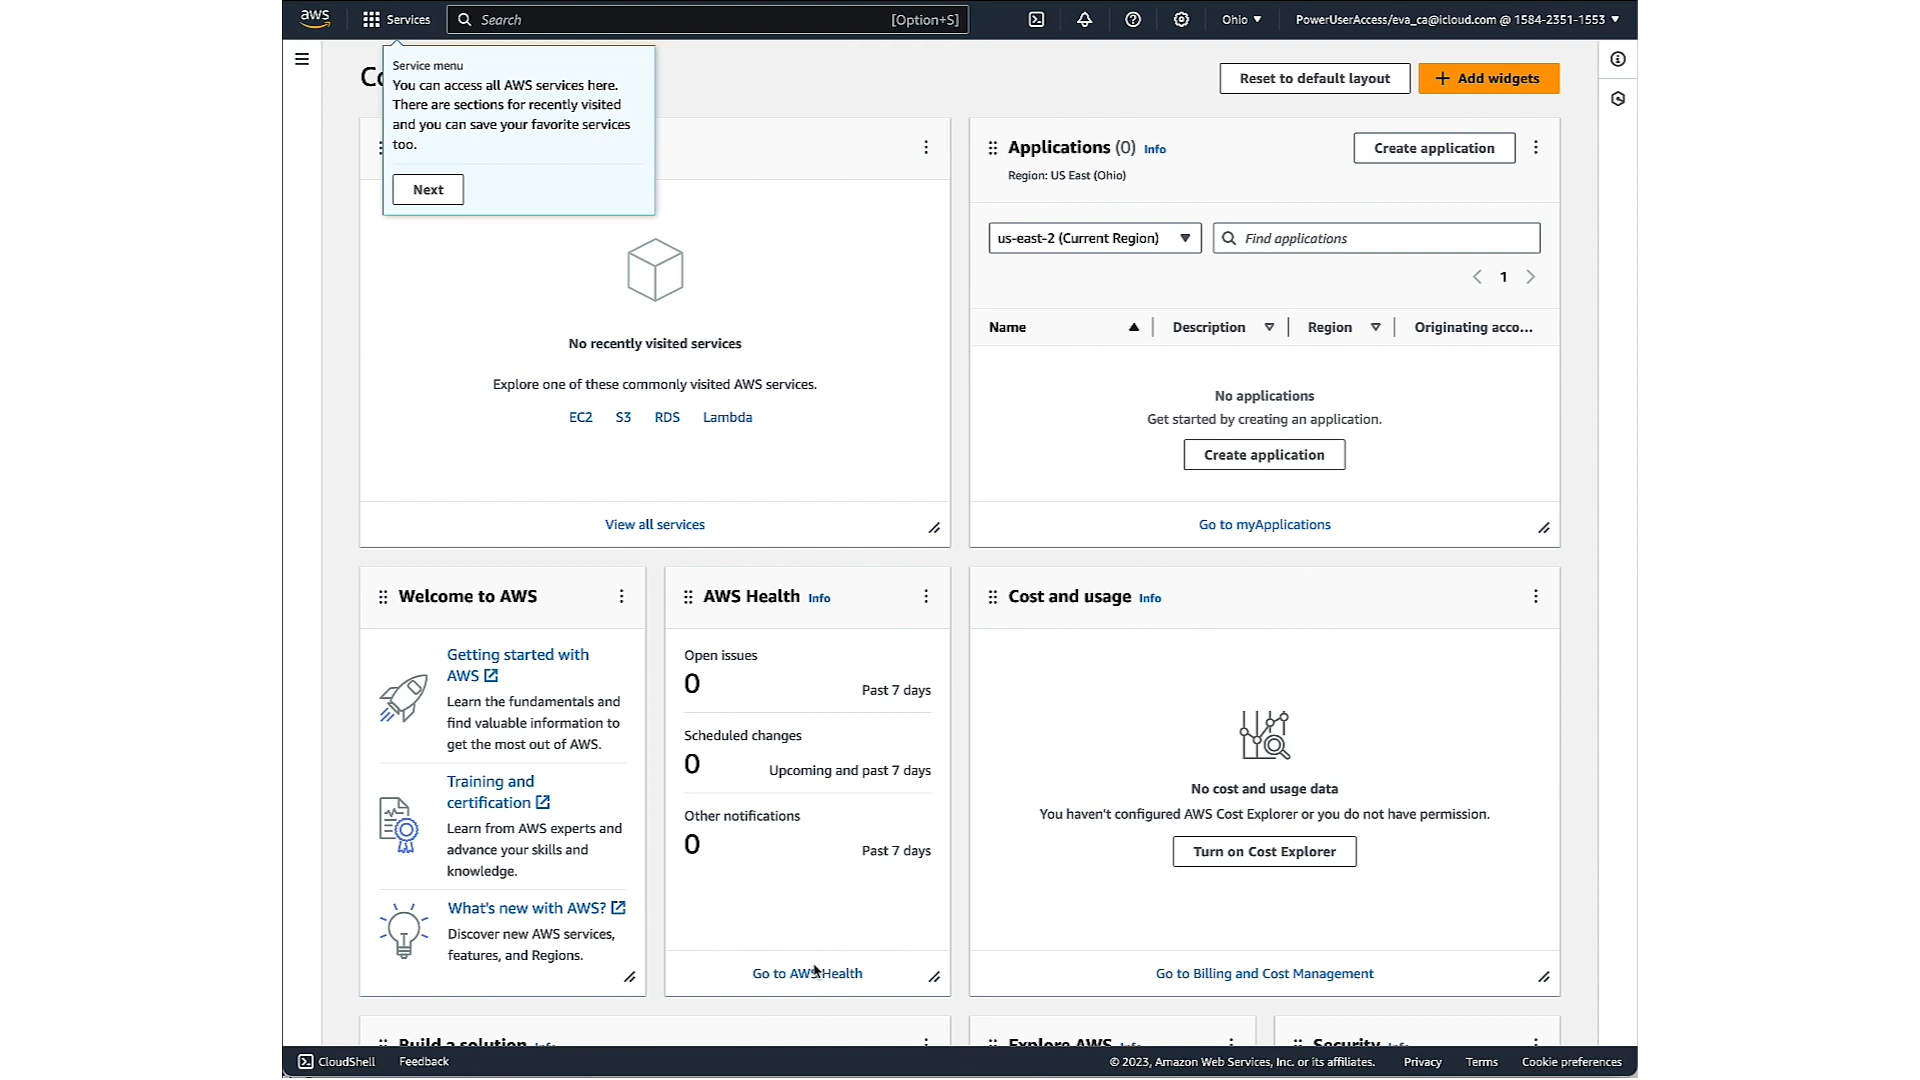 aws
Services
Search
[Option+S]
Ohio ▼
PowerUserAccess/eva_ca@icloud.com @ 1584-2351-1553 ▼
Service menu
You can access all AWS services here.
There are sections for recently visited
and you can save your favorite services
too.
Next
Co
Reset to default layout
+ Add widgets
No recently visited services
Explore one of these commonly visited AWS services.
EC2 S3 RDS Lambda
View all services
Applications (0) Info
Region: US East (Ohio)
Create application
us-east-2 (Current Region)
Find applications
1
Name Description Region Originating acco...
No applications
Get started by creating an application.
Create application
Go to myApplications
Welcome to AWS
Getting started with
AWS
Learn the fundamentals and
find valuable information to
get the most out of AWS.
Training and
certification
Learn from AWS experts and
advance your skills and
knowledge.
What's new with AWS?
Discover new AWS services,
features, and Regions.
AWS Health Info
Open issues
0 Past 7 days
Scheduled changes
0 Upcoming and past 7 days
Other notifications
0 Past 7 days
Go to AWS Health
Cost and usage Info
No cost and usage data
You haven't configured AWS Cost Explorer or you do not have permission.
Turn on Cost Explorer
Go to Billing and Cost Management
Build a solution Info
Explore AWS Info
Security Info
CloudShell Feedback
© 2023, Amazon Web Services, Inc. or its affiliates. Privacy Terms Cookie preferences